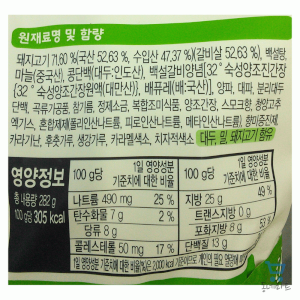 원재료명 및 함량
돼지고기 71.60 %(국산 52.63 %, 수입산 47.37 %)(갈비살 52.63 %), 백설탕,
마늘(중국산), 콩단백(대두:인도산), 백설갈비양념{32° 숙성양조진간장
{32° 숙성양조간장원액(대만산)}, 배퓨레(배:국산)}, 양파, 대파, 분리대두
단백, 곡류가공품, 참기름, 정제소금, 복합조미식품, 양조간장, 스모크향,
엑기스, 혼합제제(폴리인산나트륨, 피로인산나트륨, 메타인산나트륨), 향미증진제,
카라기난, 후춧가루, 생강가루, 카라멜색소, 치자적색소 대두, 밀, 돼지고기 함유
영양정보
총 내용량 282 g
100 g당 305 kcal
100 g당 1일 영양성분 기준치에 대한 비율
나트륨 490 mg 25 %
탄수화물 7 g 2 %
당류 8 g
콜레스테롤 50 mg 17 %
100 g당 1일 영양성분 기준치에 대한 비율
지방 25 g 49 %
트랜스지방 0 g
포화지방 8 g 53 %
단백질 13 g